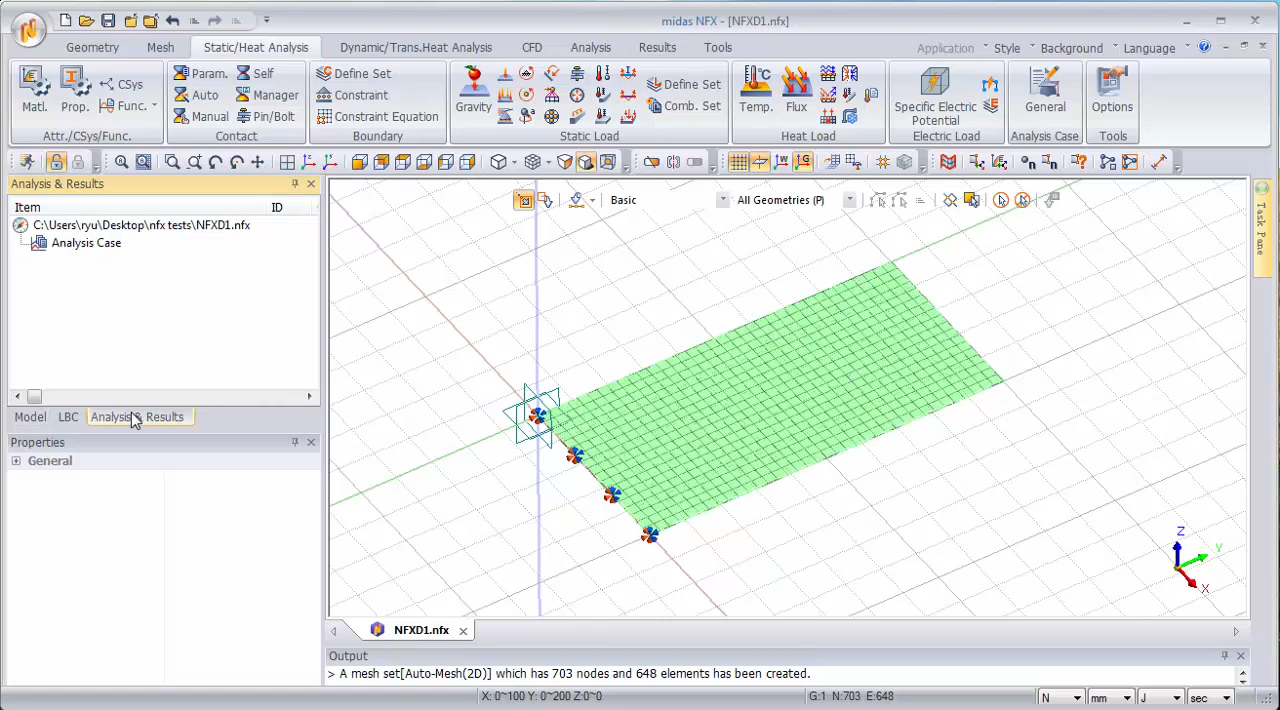 midas NFX - [NFXD1.nfx]
Geometry Mesh Static/Heat Analysis Dynamic/Trans.Heat Analysis CFD Analysis Results Tools Application Style Background Language
Matl. Prop. CSys Func.
Attr./CSys/Func.
Param. Self
Auto Manager
Manual Pin/Bolt
Contact
Define Set
Constraint
Constraint Equation
Boundary
Gravity
Define Set
Comb. Set
Static Load
Temp. Flux
Heat Load
Specific Electric
Potential
Electric Load
General
Analysis Case
Options
Tools
Analysis & Results
Item ID
C:\Users\ryu\Desktop\nfx tests\NFXD1.nfx
Analysis Case
Model LBC Analysis & Results
Properties
General
Basic All Geometries (P)
Task Pane
Z
Y
X
NFXD1.nfx
Output
> A mesh set[Auto-Mesh(2D)] which has 703 nodes and 648 elements has been created.
X: 0~100 Y: 0~200 Z:0~0 G:1 N:703 E:648 N mm J sec